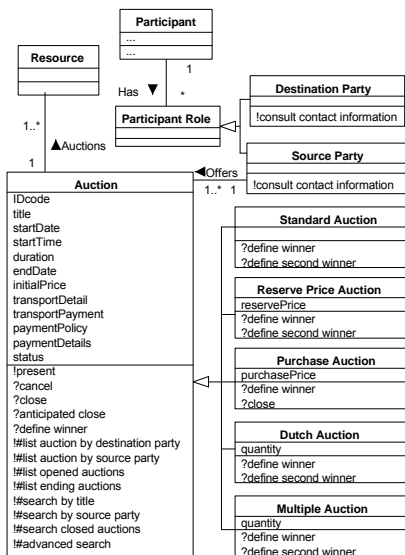 Participant
...
...
Resource
1
Has ▼
*
Participant Role
Destination Party
!consult contact information
Source Party
!consult contact information
1..*
▲Auctions
1
◄Offers
1..* 1
Auction
IDcode
title
startDate
startTime
duration
endDate
initialPrice
transportDetail
transportPayment
paymentPolicy
paymentDetails
status
!present
?cancel
?close
?anticipated close
?define winner
!#list auction by destination party
!#list auction by source party
!#list opened auctions
!#list ending auctions
!#search by title
!#search by source party
!#search closed auctions
!#advanced search
Standard Auction
?define winner
?define second winner
Reserve Price Auction
reservePrice
?define winner
?define second winner
Purchase Auction
purchasePrice
?define winner
?close
Dutch Auction
quantity
?define winner
?define second winner
Multiple Auction
quantity
?define winner
?define second winner